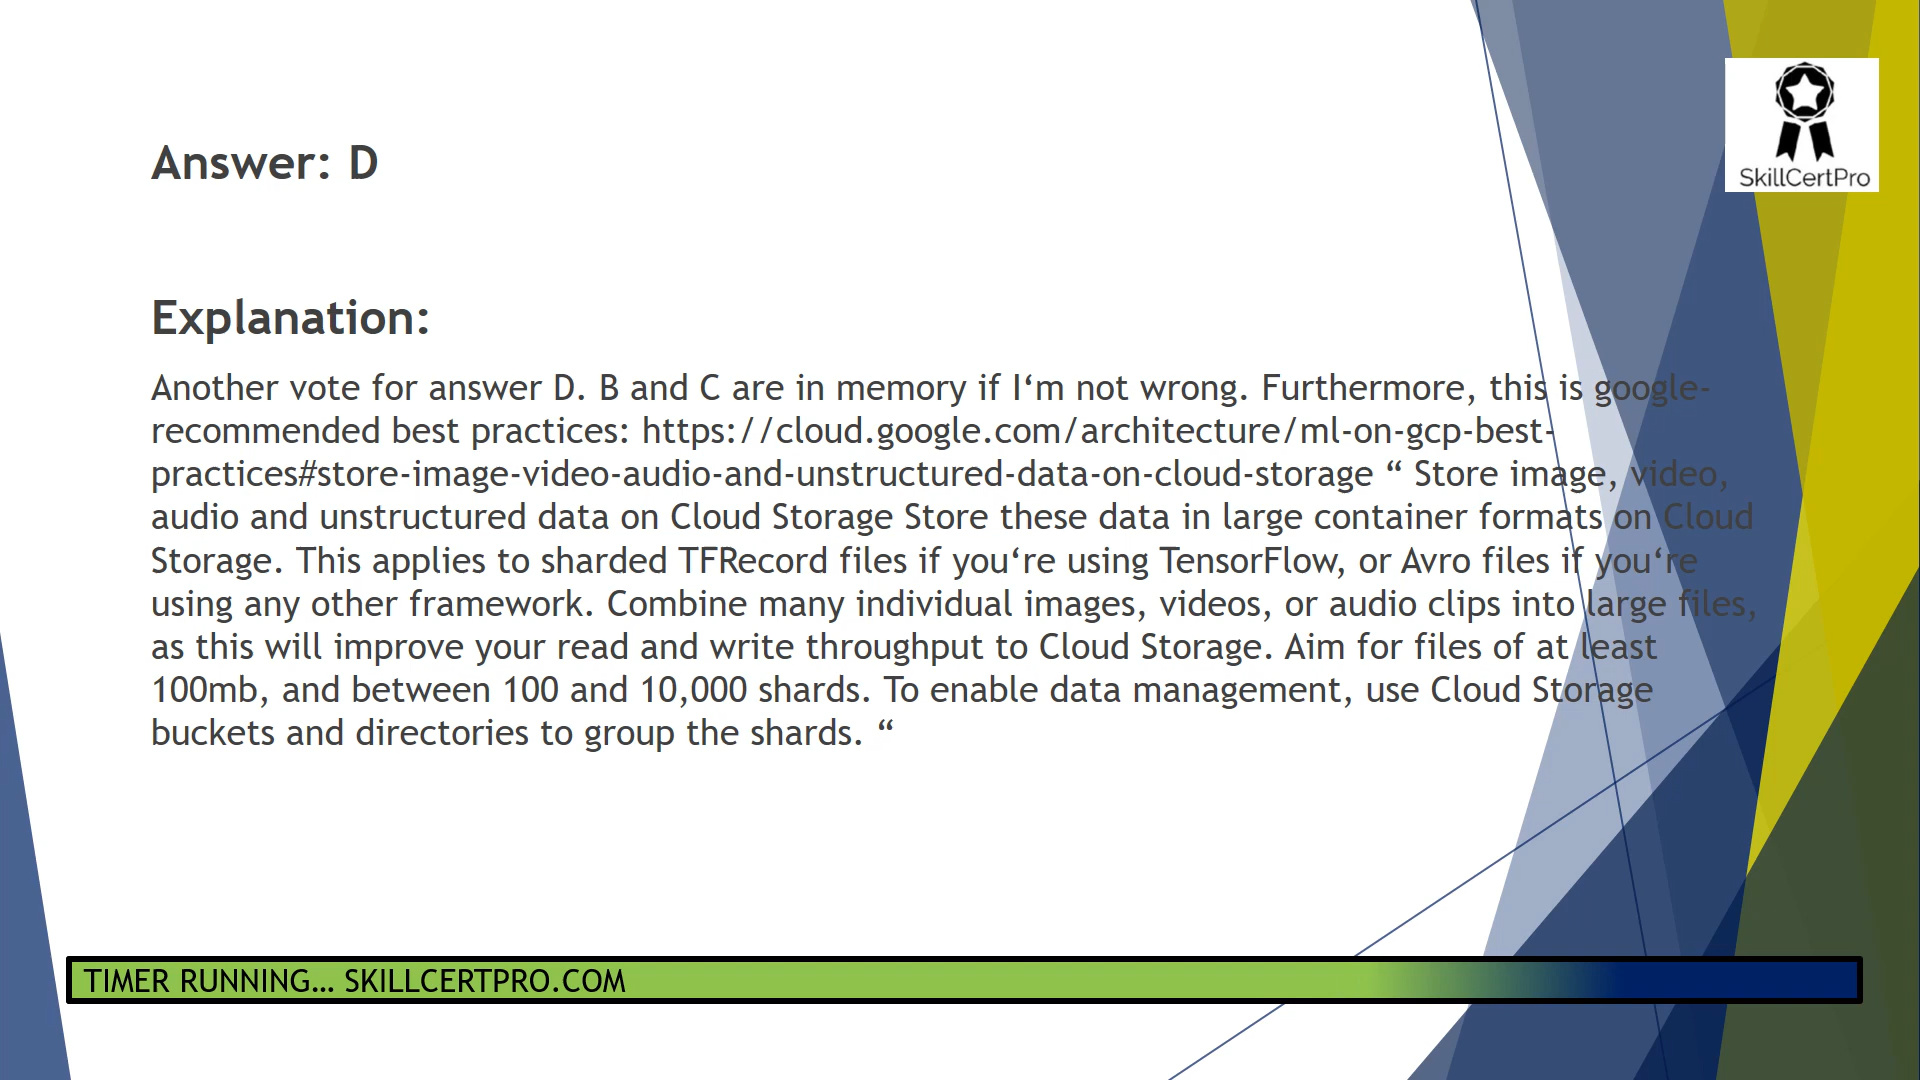 SkillCertPro
Answer: D
Explanation:
Another vote for answer D. B and C are in memory if I‘m not wrong. Furthermore, this is google-
recommended best practices: https://cloud.google.com/architecture/ml-on-gcp-best-
practices#store-image-video-audio-and-unstructured-data-on-cloud-storage “ Store image, video,
audio and unstructured data on Cloud Storage Store these data in large container formats on Cloud
Storage. This applies to sharded TFRecord files if you‘re using TensorFlow, or Avro files if you‘re
using any other framework. Combine many individual images, videos, or audio clips into large files,
as this will improve your read and write throughput to Cloud Storage. Aim for files of at least
100mb, and between 100 and 10,000 shards. To enable data management, use Cloud Storage
buckets and directories to group the shards. “
TIMER RUNNING… SKILLCERTPRO.COM